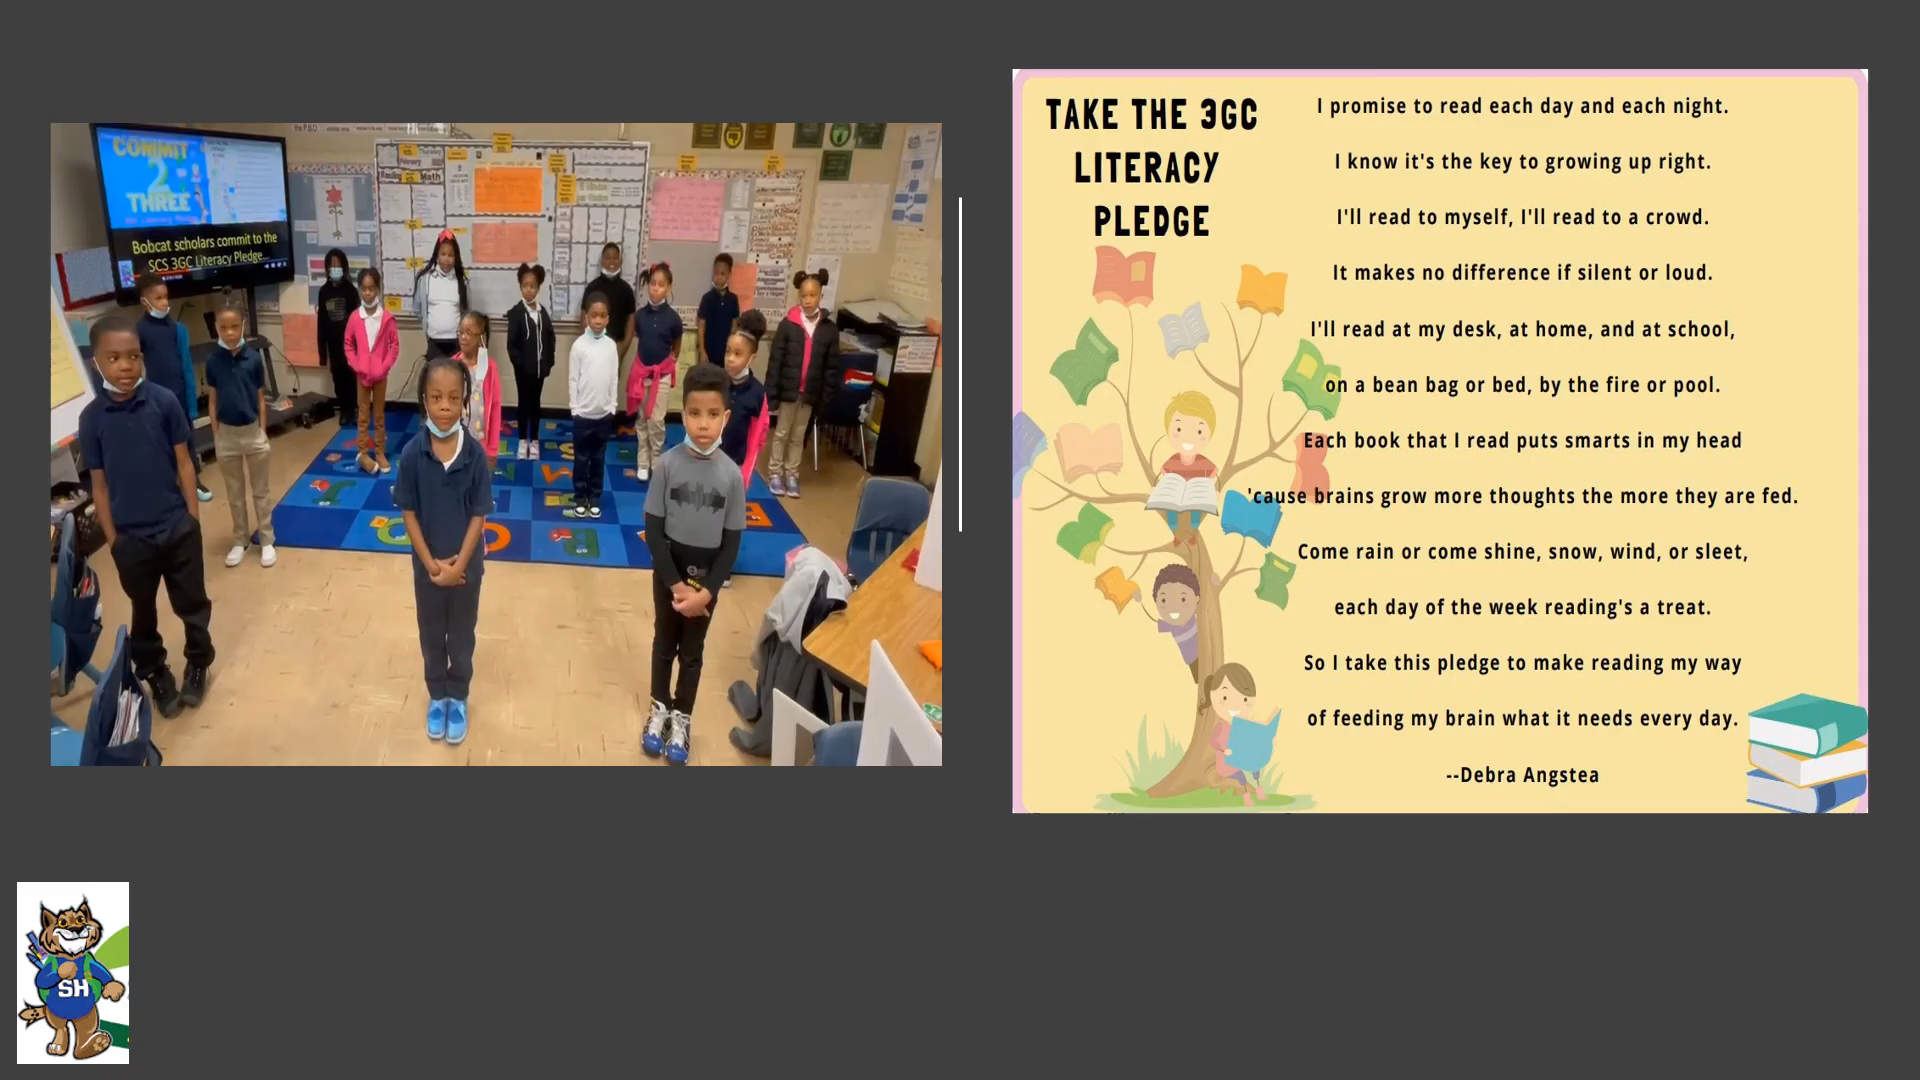 COMMIT
2
THREE
Bobcat scholars commit to the
SCS 3GC Literacy Pledge
Math
TAKE THE 3GC
LITERACY
PLEDGE
I promise to read each day and each night.
I know it's the key to growing up right.
I'll read to myself, I'll read to a crowd.
It makes no difference if silent or loud.
I'll read at my desk, at home, and at school,
on a bean bag or bed, by the fire or pool.
Each book that I read puts smarts in my head
'cause brains grow more thoughts the more they are fed.
Come rain or come shine, snow, wind, or sleet,
each day of the week reading's a treat.
So I take this pledge to make reading my way
of feeding my brain what it needs every day.
--Debra Angstea
SH